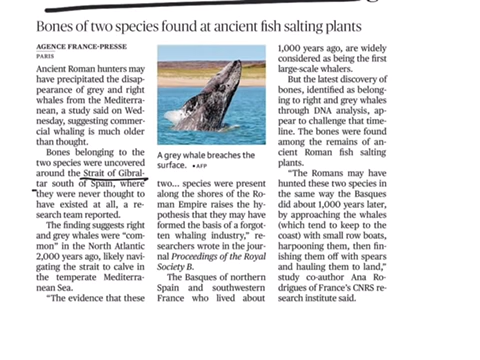 Bones of two species found at ancient fish salting plants
AGENCE FRANCE-PRESSE
PARIS
Ancient Roman hunters may
have precipitated the disap-
pearance of grey and right
whales from the Mediterra-
nean, a study said on Wed-
nesday, suggesting commer-
cial whaling is much older
than thought.
Bones belonging to the
two species were uncovered
around the Strait of Gibral-
tar south of Spain, where
they were never thought to
have existed at all, a re-
search team reported.
The finding suggests right
and grey whales were “com-
mon” in the North Atlantic
2,000 years ago, likely navi-
gating the strait to calve in
the temperate Mediterra-
nean Sea.
“The evidence that these
A grey whale breaches the
surface. •AFP
two... species were present
along the shores of the Ro-
man Empire raises the hy-
pothesis that they may have
formed the basis of a forgot-
ten whaling industry,” re-
searchers wrote in the jour-
nal Proceedings of the Royal
Society B.
The Basques of northern
Spain and southwestern
France who lived about
1,000 years ago, are widely
considered as being the first
large-scale whalers.
But the latest discovery of
bones, identified as belong-
ing to right and grey whales
through DNA analysis, ap-
pear to challenge that time-
line. The bones were found
among the remains of an-
cient Roman fish salting
plants.
“The Romans may have
hunted these two species in
the same way the Basques
did about 1,000 years later,
by approaching the whales
(which tend to keep to the
coast) with small row boats,
harpooning them, then fin-
ishing them off with spears
and hauling them to land,”
study co-author Ana Ro-
drigues of France’s CNRS re-
search institute said.